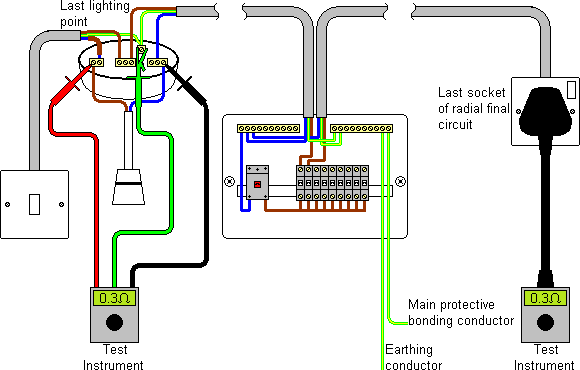 Last lighting
point
Last socket
of radial final
circuit
0.3Ω
0.3Ω
Main protective
bonding conductor
Test
Instrument
Earthing
conductor
Test
Instrument